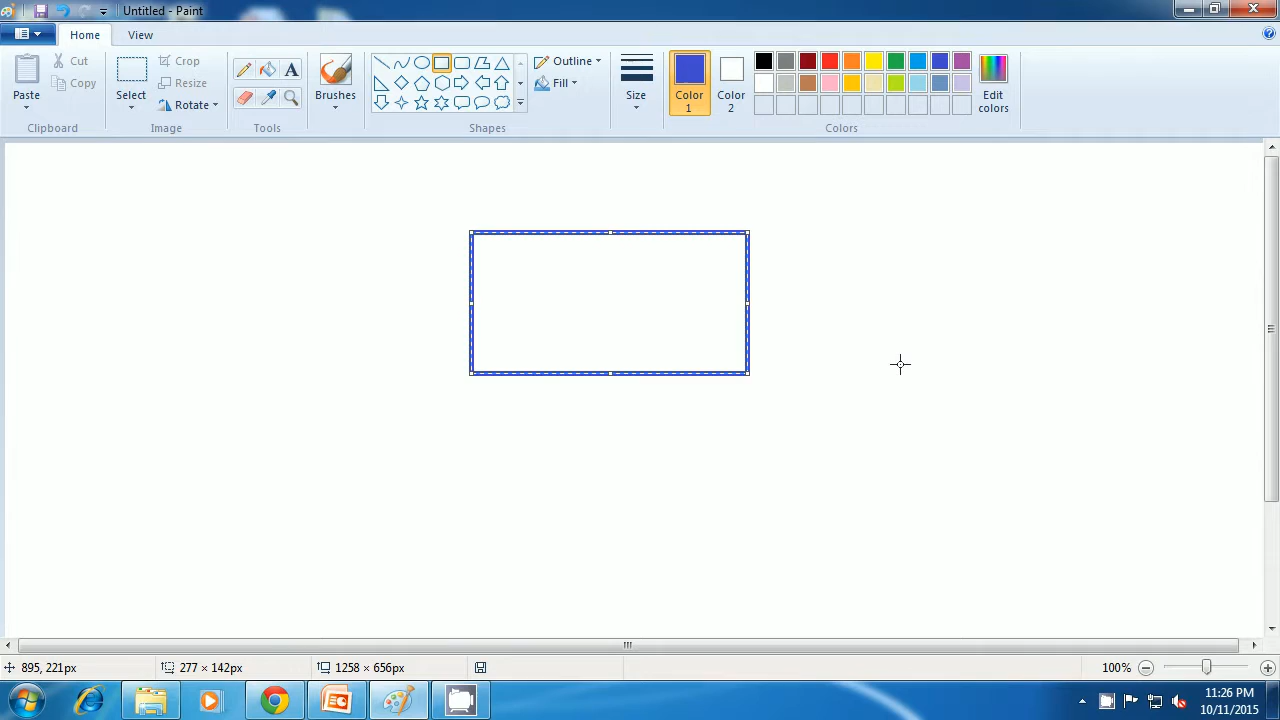 Untitled - Paint
Home View
Paste
Cut
Copy
Clipboard
Select
Crop
Resize
Rotate
Image
A
Tools
Brushes
Outline
Fill
Shapes
Size
Color
1
Color
2
Edit
colors
Colors
895, 221px
277 × 142px
1258 × 656px
100%
11:26 PM
10/11/2015